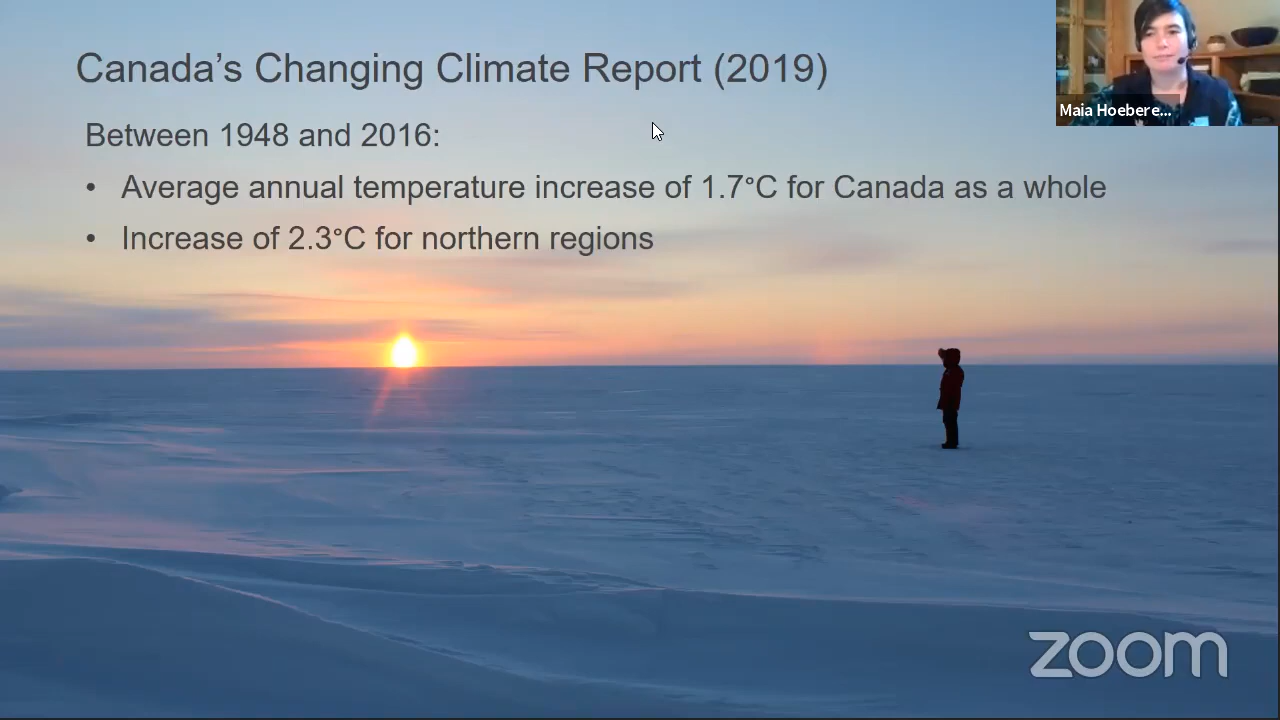 Canada’s Changing Climate Report (2019)
Maia Hoebere...
Between 1948 and 2016:
• Average annual temperature increase of 1.7°C for Canada as a whole
• Increase of 2.3°C for northern regions
zoom